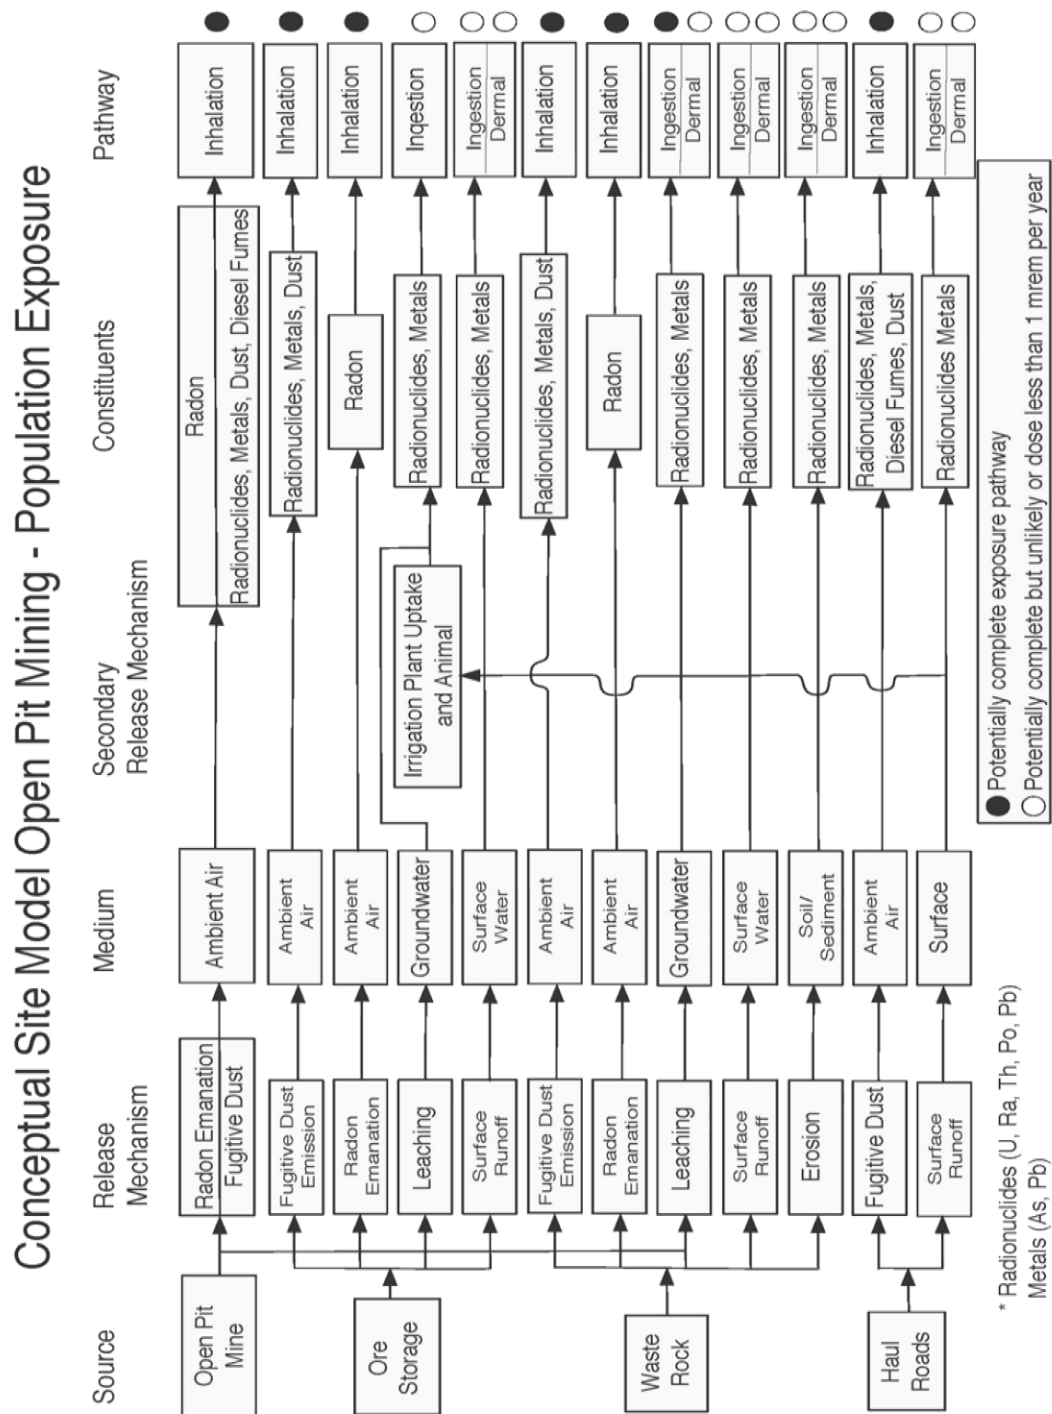 Conceptual Site Model Open Pit Mining - Population Exposure
Source
Release
Mechanism
Medium
Secondary
Release Mechanism
Constituents
Pathway
Open Pit
Mine
Radon Emanation
Fugitive Dust
Ambient Air
Radon
Radionuclides, Metals, Dust, Diesel Fumes
Inhalation
Ore
Storage
Fugitive Dust
Emission
Ambient
Air
Radionuclides, Metals, Dust
Inhalation
Radon
Emanation
Ambient
Air
Radon
Inhalation
Leaching
Groundwater
Irrigation Plant Uptake
and Animal
Radionuclides, Metals
Inqestion
Surface
Runoff
Surface
Water
Radionuclides, Metals
Ingestion
Dermal
Waste
Rock
Fugitive Dust
Emission
Ambient
Air
Radionuclides, Metals, Dust
Inhalation
Radon
Emanation
Ambient
Air
Radon
Inhalation
Leaching
Groundwater
Radionuclides, Metals
Ingestion
Dermal
Surface
Runoff
Surface
Water
Radionuclides, Metals
Ingestion
Dermal
Erosion
Soil/
Sediment
Radionuclides, Metals
Ingestion
Dermal
Haul
Roads
Fugitive Dust
Ambient
Air
Radionuclides, Metals,
Diesel Fumes, Dust
Inhalation
Surface
Runoff
Surface
Radionuclides Metals
Ingestion
Dermal
* Radionuclides (U, Ra, Th, Po, Pb)
Metals (As, Pb)
Potentially complete exposure pathway
Potentially complete but unlikely or dose less than 1 mrem per year